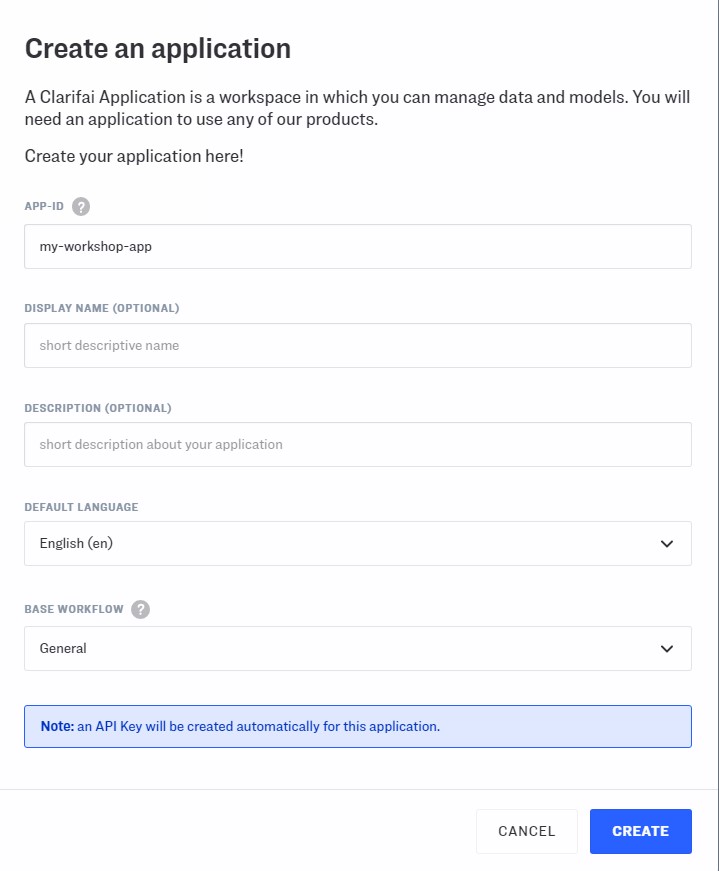 Create an application
A Clarifai Application is a workspace in which you can manage data and models. You will
need an application to use any of our products.
Create your application here!
APP-ID ?
my-workshop-app
DISPLAY NAME (OPTIONAL)
short descriptive name
DESCRIPTION (OPTIONAL)
short description about your application
DEFAULT LANGUAGE
English (en)
BASE WORKFLOW ?
General
Note: an API Key will be created automatically for this application.
CANCEL CREATE